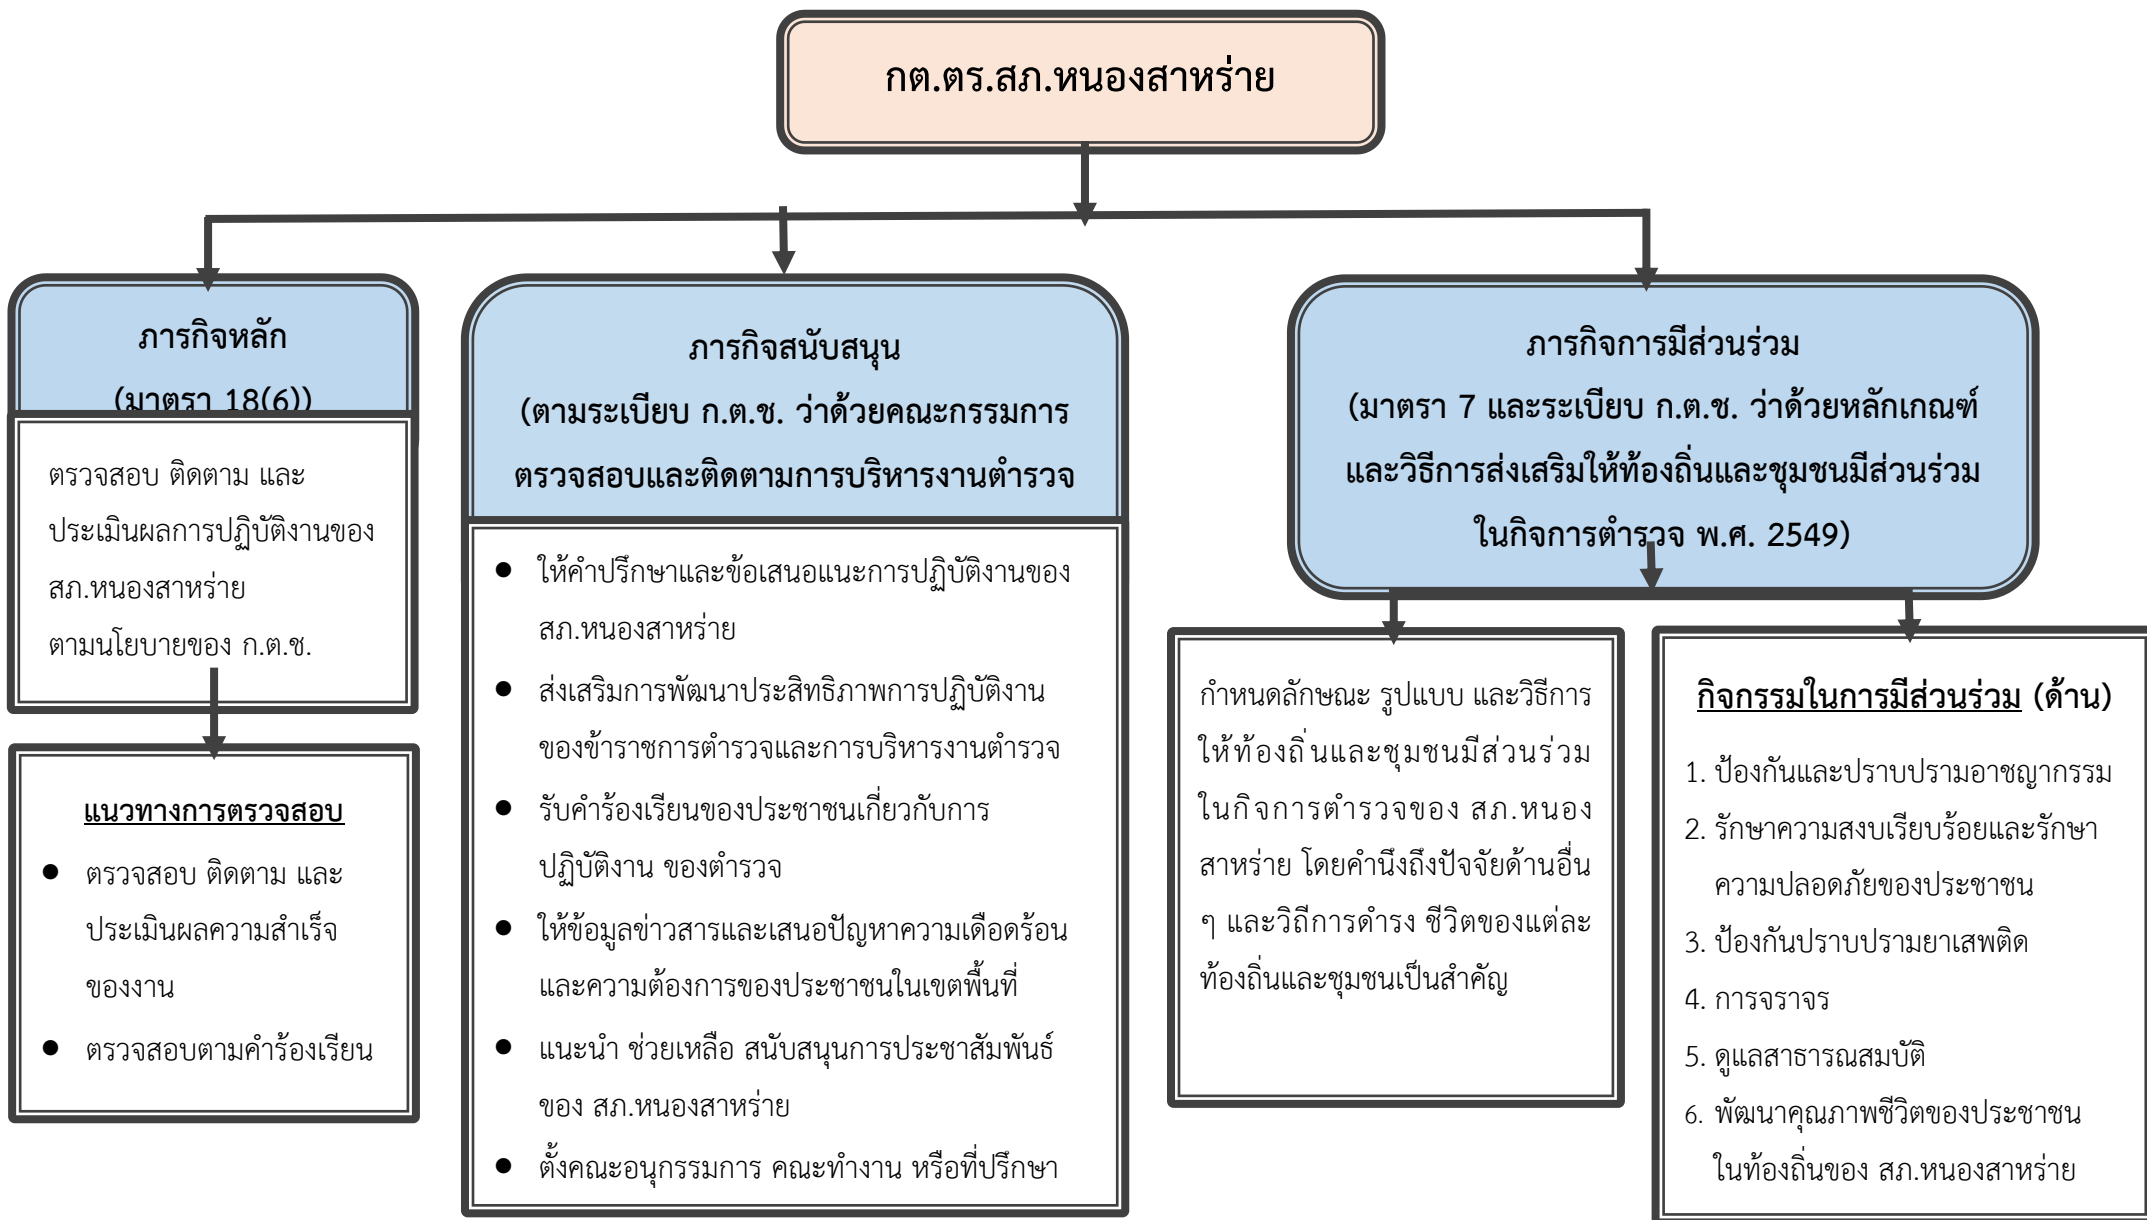 กต.ตร.สภ.หนองสาหร่าย
ภารกิจหลัก
(มาตรา 18(6))
ตรวจสอบ ติดตาม และ
ประเมินผลการปฏิบัติงานของ
สภ.หนองสาหร่าย
ตามนโยบายของ ก.ต.ช.
แนวทางการตรวจสอบ
● ตรวจสอบ ติดตาม และ
ประเมินผลความสำเร็จ
ของงาน
● ตรวจสอบตามคำร้องเรียน
ภารกิจสนับสนุน
(ตามระเบียบ ก.ต.ช. ว่าด้วยคณะกรรมการ
ตรวจสอบและติดตามการบริหารงานตำรวจ
● ให้คำปรึกษาและข้อเสนอแนะการปฏิบัติงานของ
สภ.หนองสาหร่าย
● ส่งเสริมการพัฒนาประสิทธิภาพการปฏิบัติงาน
ของข้าราชการตำรวจและการบริหารงานตำรวจ
● รับคำร้องเรียนของประชาชนเกี่ยวกับการ
ปฏิบัติงาน ของตำรวจ
● ให้ข้อมูลข่าวสารและเสนอปัญหาความเดือดร้อน
และความต้องการของประชาชนในเขตพื้นที่
● แนะนำ ช่วยเหลือ สนับสนุนการประชาสัมพันธ์
ของ สภ.หนองสาหร่าย
● ตั้งคณะอนุกรรมการ คณะทำงาน หรือที่ปรึกษา
ภารกิจการมีส่วนร่วม
(มาตรา 7 และระเบียบ ก.ต.ช. ว่าด้วยหลักเกณฑ์
และวิธีการส่งเสริมให้ท้องถิ่นและชุมชนมีส่วนร่วม
ในกิจการตำรวจ พ.ศ. 2549)
กำหนดลักษณะ รูปแบบ และวิธีการ
ให้ท้องถิ่นและชุมชนมีส่วนร่วม
ในกิจการตำรวจของ สภ.หนอง
สาหร่าย โดยคำนึงถึงปัจจัยด้านอื่น
ๆ และวิถีการดำรง ชีวิตของแต่ละ
ท้องถิ่นและชุมชนเป็นสำคัญ
กิจกรรมในการมีส่วนร่วม (ด้าน)
1. ป้องกันและปราบปรามอาชญากรรม
2. รักษาความสงบเรียบร้อยและรักษา
ความปลอดภัยของประชาชน
3. ป้องกันปราบปรามยาเสพติด
4. การจราจร
5. ดูแลสาธารณสมบัติ
6. พัฒนาคุณภาพชีวิตของประชาชน
ในท้องถิ่นของ สภ.หนองสาหร่าย